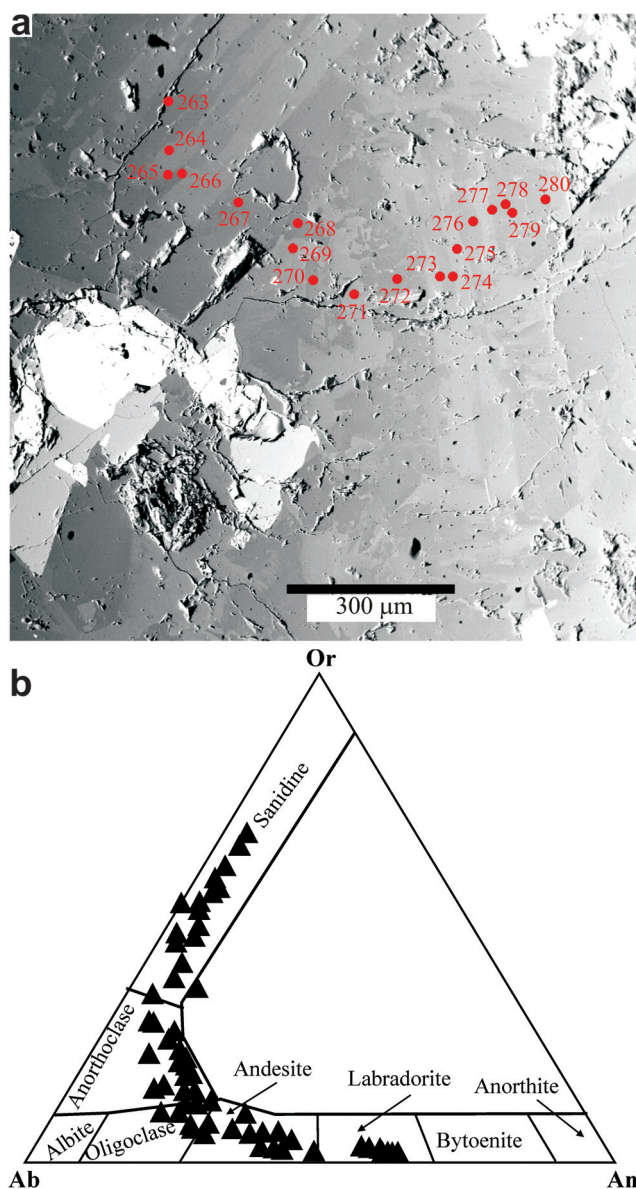 a
263
264
265 266
267
268
269
270
271
272
273
274
275
276
277
278
279
280
300 µm
b
Or
Sanidine
Anorthoclase
Andesite
Labradorite
Anorthite
Albite
Oligoclase
Bytoenite
Ab
An